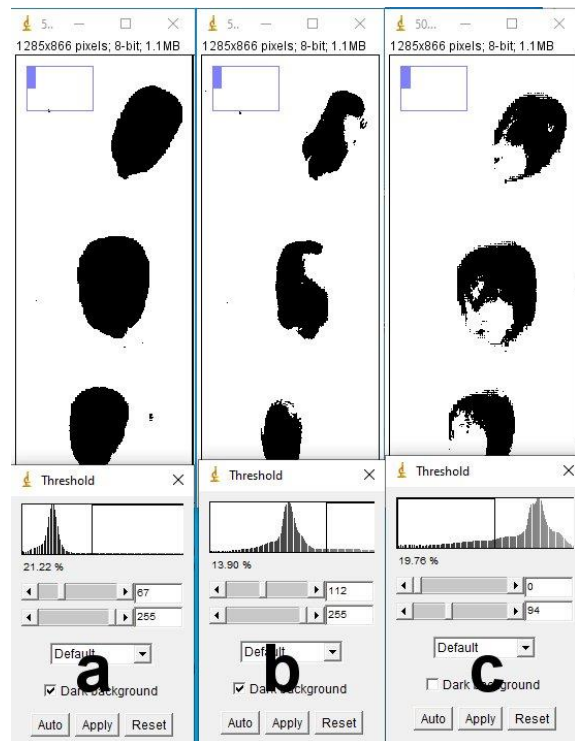 5..
1285x866 pixels; 8-bit; 1.1MB
Threshold
21.22 %
67
255
Default
Dark background
Auto Apply Reset
a
5..
1285x866 pixels; 8-bit; 1.1MB
Threshold
13.90 %
112
255
Default
Dark background
Auto Apply Reset
b
50...
1285x866 pixels; 8-bit; 1.1MB
Threshold
19.76 %
0
94
Default
Dark background
Auto Apply Reset
c